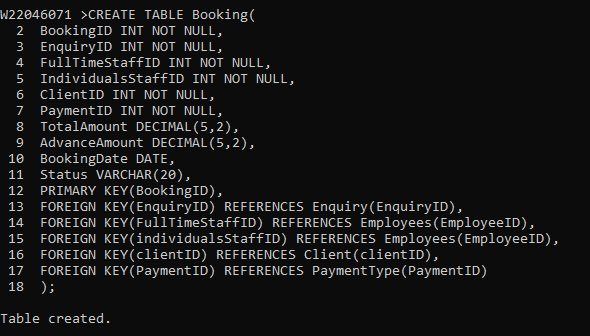 W22046071 >CREATE TABLE Booking(
2 BookingID INT NOT NULL,
3 EnquiryID INT NOT NULL,
4 FullTimeStaffID INT NOT NULL,
5 IndividualsStaffID INT NOT NULL,
6 ClientID INT NOT NULL,
7 PaymentID INT NOT NULL,
8 TotalAmount DECIMAL(5,2),
9 AdvanceAmount DECIMAL(5,2),
10 BookingDate DATE,
11 Status VARCHAR(20),
12 PRIMARY KEY(BookingID),
13 FOREIGN KEY(EnquiryID) REFERENCES Enquiry(EnquiryID),
14 FOREIGN KEY(FullTimeStaffID) REFERENCES Employees(EmployeeID),
15 FOREIGN KEY(individualsStaffID) REFERENCES Employees(EmployeeID),
16 FOREIGN KEY(clientID) REFERENCES Client(clientID),
17 FOREIGN KEY(PaymentID) REFERENCES PaymentType(PaymentID)
18 );
Table created.